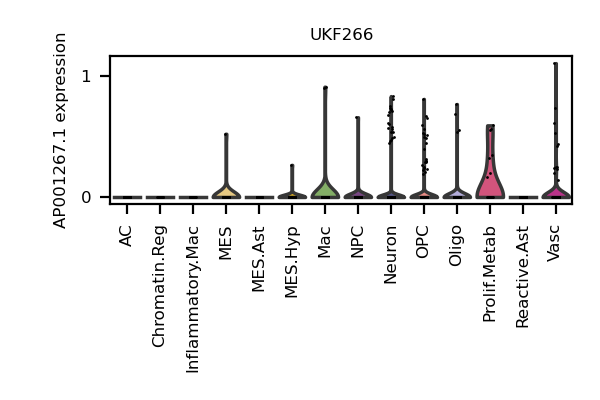 UKF266
AP001267.1 expression
1
0
AC
Chromatin.Reg
Inflammatory.Mac
MES
MES.Ast
MES.Hyp
Mac
NPC
Neuron
OPC
Oligo
Prolif.Metab
Reactive.Ast
Vasc